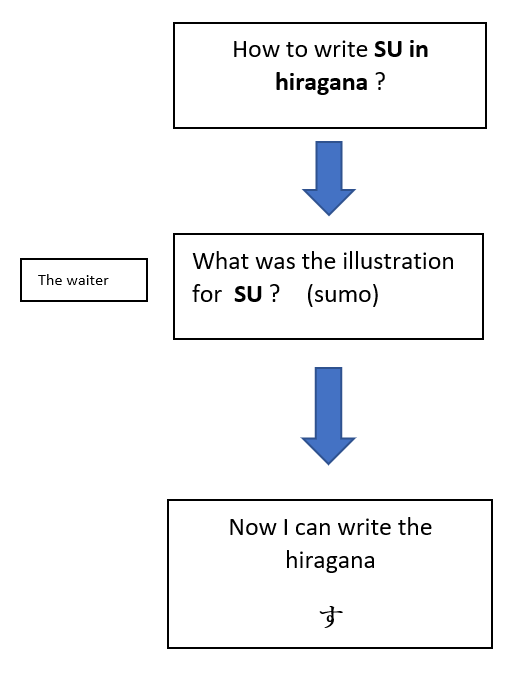 How to write SU in
hiragana ?
The waiter
What was the illustration
for SU ? (sumo)
Now I can write the
hiragana
す